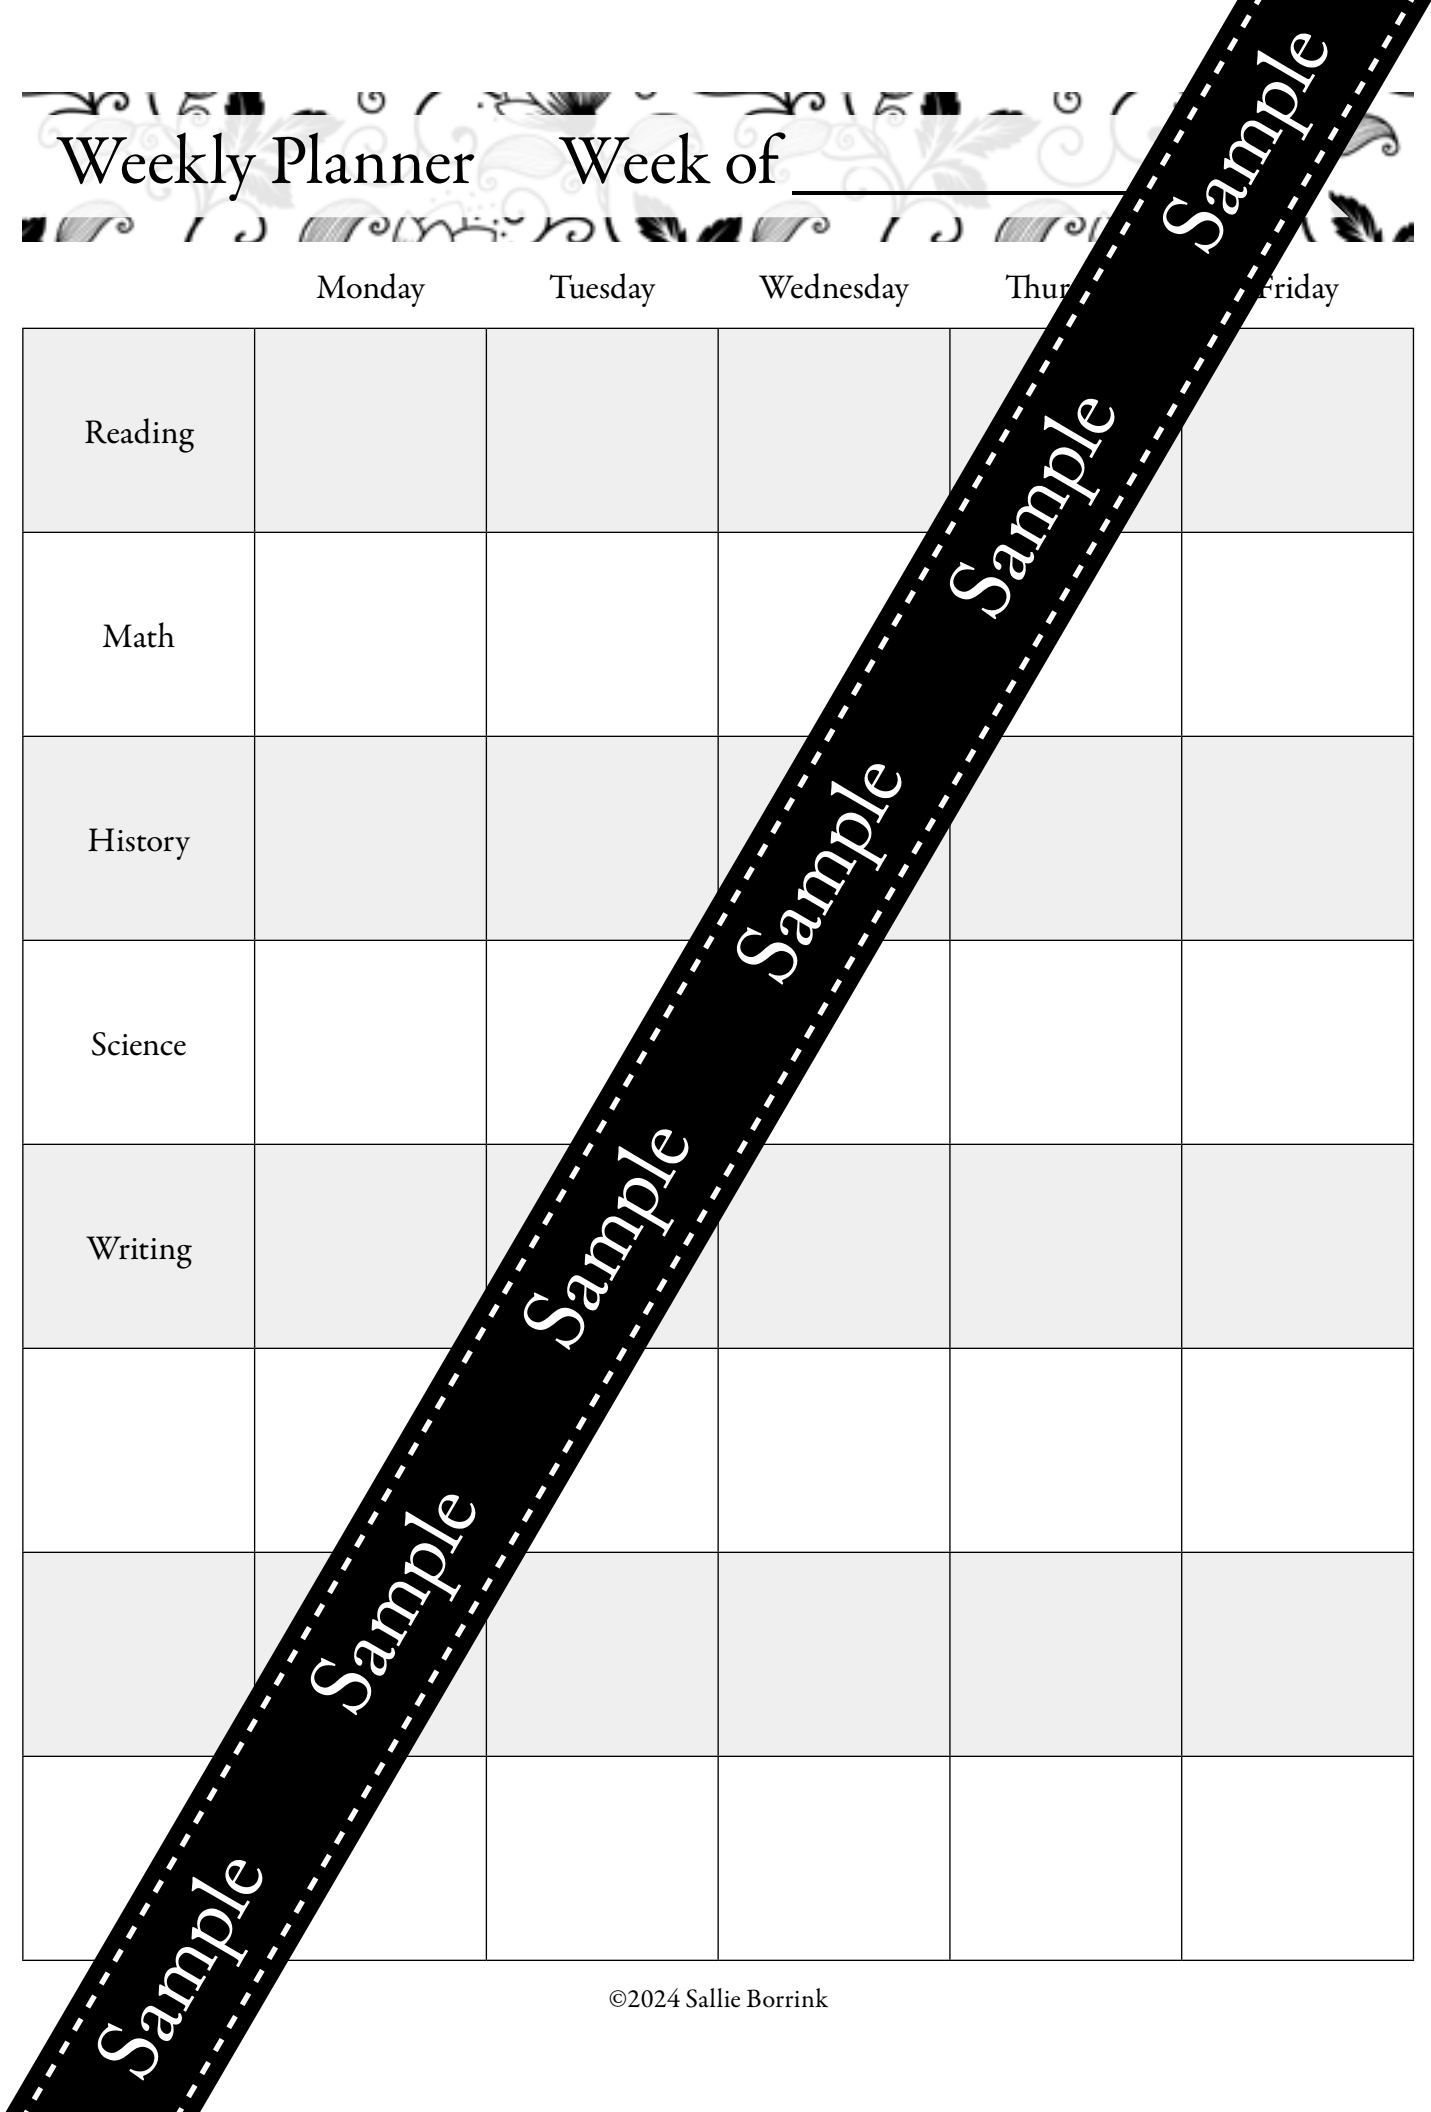 Weekly Planner Week of
Monday Tuesday Wednesday Thur Friday
Reading
Math
History
Science
Writing
Sample
Sample
Sample
Sample
Sample
Sample
©2024 Sallie Borrink